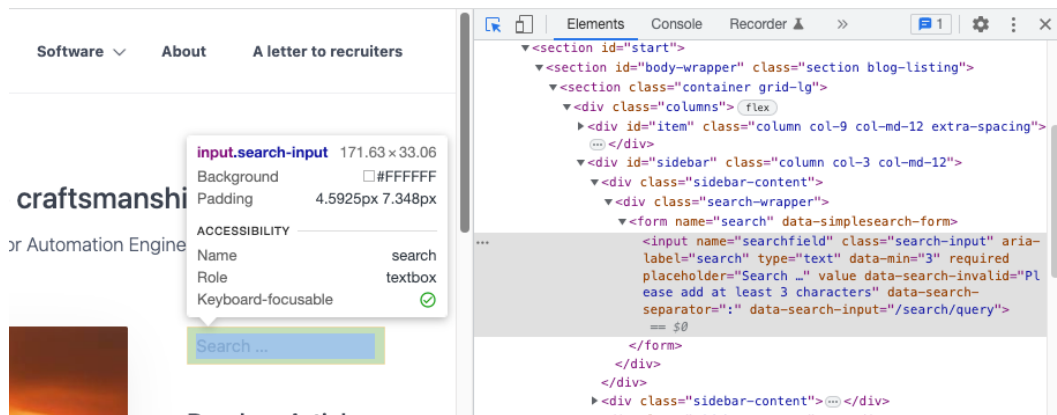 Software About A letter to recruiters
craftsmanshi
or Automation Engine
input.search-input 171.63 × 33.06
Background #FFFFFF
Padding 4.5925px 7.348px
ACCESSIBILITY
Name search
Role textbox
Keyboard-focusable
Search ...
Elements Console Recorder » 1
▼<section id="start">
▼<section id="body-wrapper" class="section blog-listing">
▼<section class="container grid-lg">
▼<div class="columns"> flex
▶<div id="item" class="column col-9 col-md-12 extra-spacing">
… </div>
▼<div id="sidebar" class="column col-3 col-md-12">
▼<div class="sidebar-content">
▼<div class="search-wrapper">
▼<form name="search" data-simplesearch-form>
… <input name="searchfield" class="search-input" aria-
label="search" type="text" data-min="3" required
placeholder="Search …" value data-search-invalid="Pl
ease add at least 3 characters" data-search-
separator=":" data-search-input="/search/query">
== $0
</form>
</div>
</div>
▶<div class="sidebar-content"> … </div>